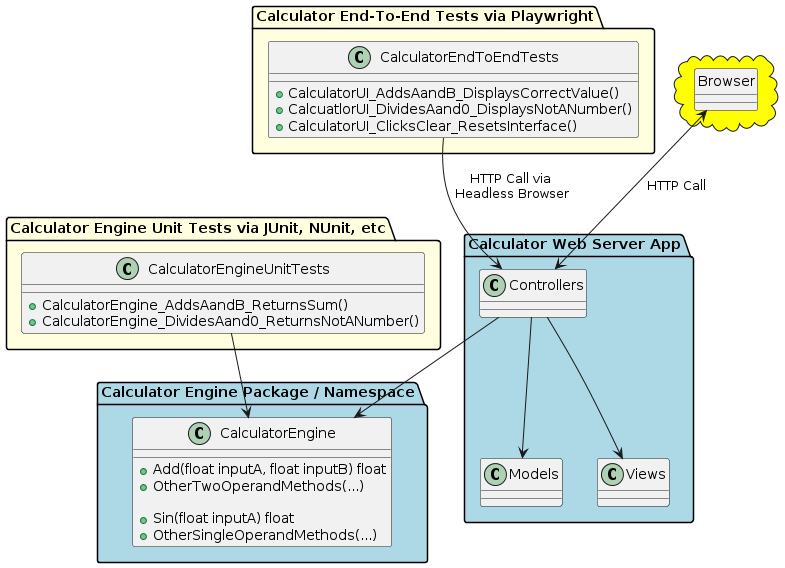 Calculator End-To-End Tests via Playwright
C CalculatorEndToEndTests
CalculatorUI_AddsAandB_DisplaysCorrectValue()
CalcuatlorUI_DividesAand0_DisplaysNotANumber()
CalculatorUI_ClicksClear_ResetsInterface()
Browser
HTTP Call via
Headless Browser
HTTP Call
Calculator Engine Unit Tests via JUnit, NUnit, etc
C CalculatorEngineUnitTests
CalculatorEngine_AddsAandB_ReturnsSum()
CalculatorEngine_DividesAand0_ReturnsNotANumber()
Calculator Web Server App
C Controllers
Calculator Engine Package / Namespace
C CalculatorEngine
Add(float inputA, float inputB) float
OtherTwoOperandMethods(...)
Sin(float inputA) float
OtherSingleOperandMethods(...)
C Models
C Views